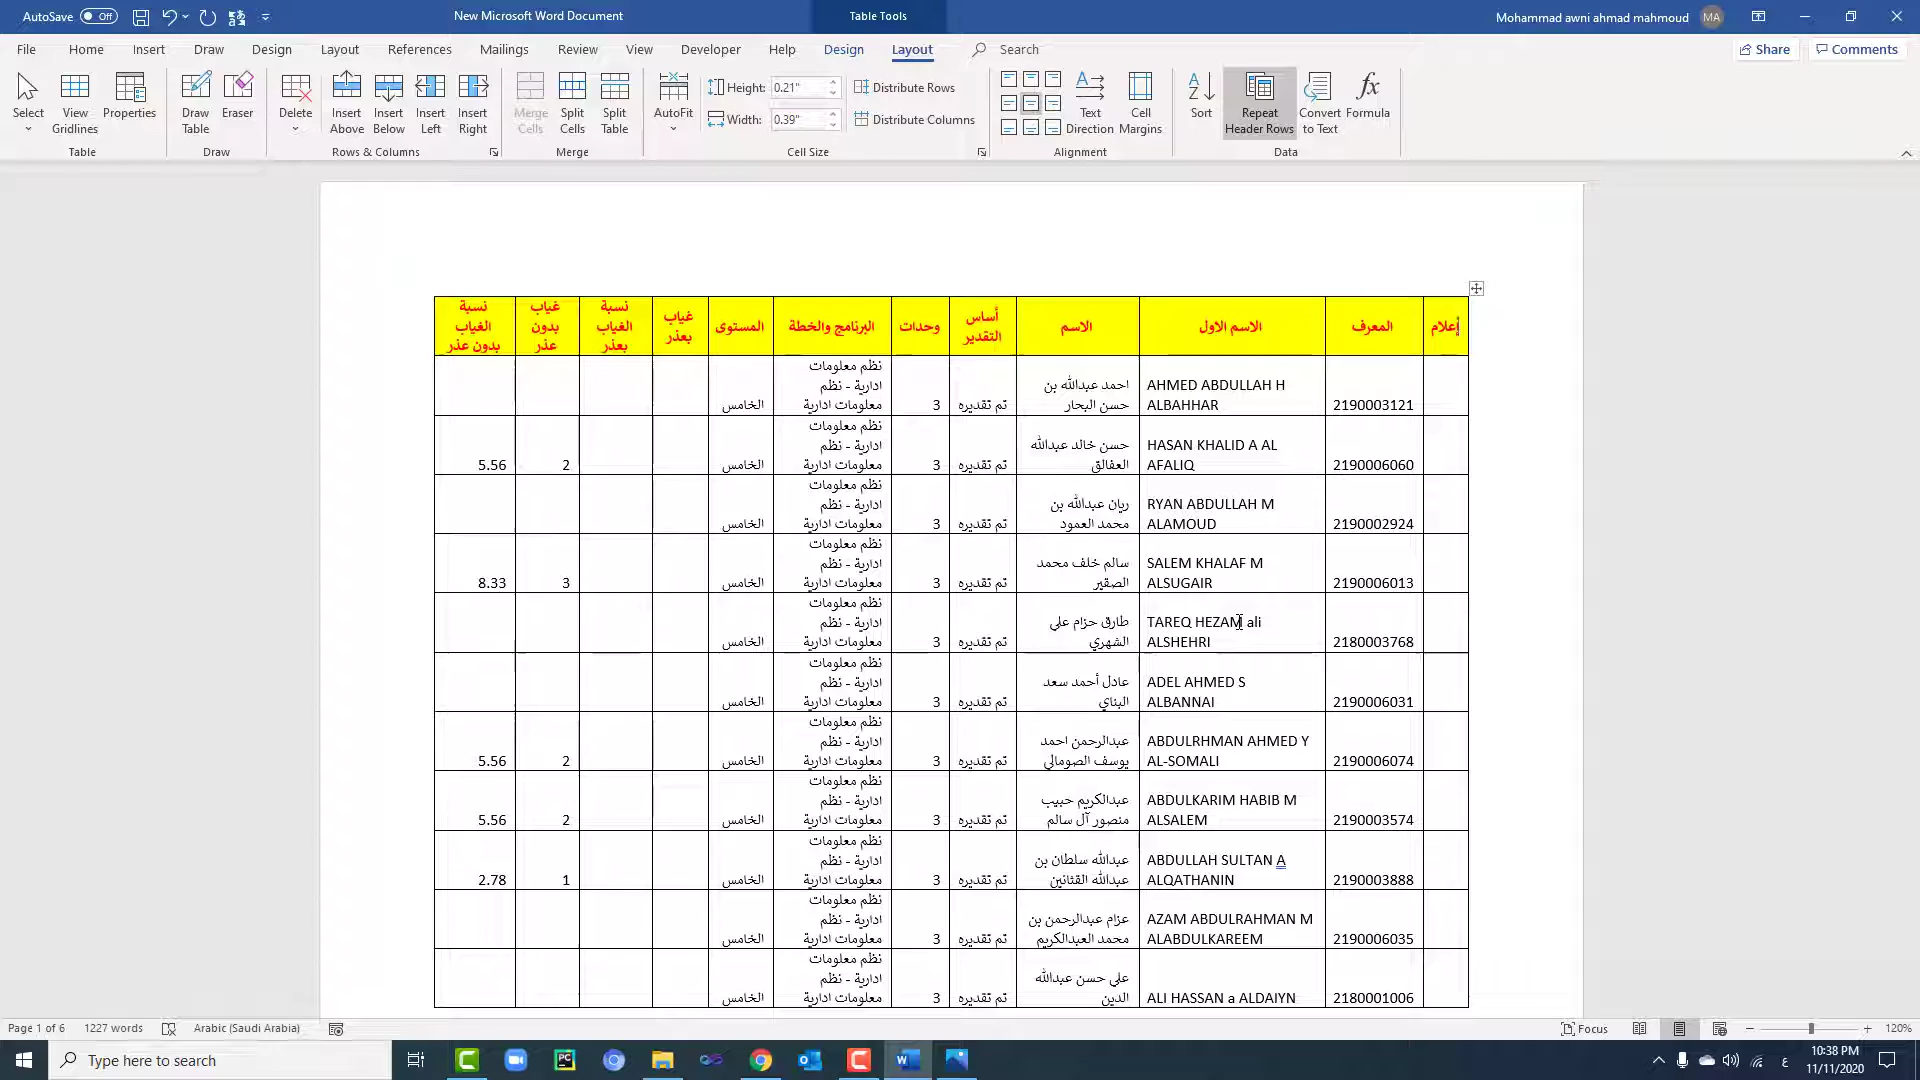 AutoSave Off
New Microsoft Word Document
Table Tools
Mohammad awni ahmad mahmoud MA
File Home Insert Draw Design Layout References Mailings Review View Developer Help Design Layout Search Share Comments
Select
View Gridlines
Properties
Table
Draw Table
Eraser
Draw
Delete
Insert Above
Insert Below
Insert Left
Insert Right
Rows & Columns
Merge Cells
Split Cells
Split Table
Merge
AutoFit
Height: 0.21"
Width: 0.39"
Distribute Rows
Distribute Columns
Cell Size
Text Direction
Cell Margins
Alignment
Sort
Repeat Header Rows
Convert to Text
Formula
Data
إعلام
المعرف
الاسم الاول
الاسم
أساس
التقدير
وحدات
البرنامج والخطة
المستوى
غياب
بعذر
نسبة
الغياب
بعذر
غياب
بدون
عذر
نسبة
الغياب
بدون عذر
2190003121
AHMED ABDULLAH H
ALBAHHAR
احمد عبدالله بن
حسن البحار
تم تقديره
3
نظم معلومات
ادارية - نظم
معلومات ادارية
الخامس
2190006060
HASAN KHALID A AL
AFALIQ
حسن خالد عبدالله
العفالق
تم تقديره
3
نظم معلومات
ادارية - نظم
معلومات ادارية
الخامس
2
5.56
2190002924
RYAN ABDULLAH M
ALAMOUD
ريان عبدالله بن
محمد العمود
تم تقديره
3
نظم معلومات
ادارية - نظم
معلومات ادارية
الخامس
2190006013
SALEM KHALAF M
ALSUGAIR
سالم خلف محمد
الصقير
تم تقديره
3
نظم معلومات
ادارية - نظم
معلومات ادارية
الخامس
3
8.33
2180003768
TAREQ HEZAM ali
ALSHEHRI
طارق حزام علي
الشهري
تم تقديره
3
نظم معلومات
ادارية - نظم
معلومات ادارية
الخامس
2190006031
ADEL AHMED S
ALBANNAI
عادل أحمد سعد
البناي
تم تقديره
3
نظم معلومات
ادارية - نظم
معلومات ادارية
الخامس
2190006074
ABDULRHMAN AHMED Y
AL-SOMALI
عبدالرحمن احمد
يوسف الصومالي
تم تقديره
3
نظم معلومات
ادارية - نظم
معلومات ادارية
الخامس
2
5.56
2190003574
ABDULKARIM HABIB M
ALSALEM
عبدالكريم حبيب
منصور آل سالم
تم تقديره
3
نظم معلومات
ادارية - نظم
معلومات ادارية
الخامس
2
5.56
2190003888
ABDULLAH SULTAN A
ALQATHANIN
عبدالله سلطان بن
عبدالله القثانين
تم تقديره
3
نظم معلومات
ادارية - نظم
معلومات ادارية
الخامس
1
2.78
2190006035
AZAM ABDULRAHMAN M
ALABDULKAREEM
عزام عبدالرحمن بن
محمد العبدالكريم
تم تقديره
3
نظم معلومات
ادارية - نظم
معلومات ادارية
الخامس
2180001006
ALI HASSAN a ALDAIYN
علي حسن عبدالله
الدين
تم تقديره
3
نظم معلومات
ادارية - نظم
معلومات ادارية
الخامس
Page 1 of 6 1227 words Arabic (Saudi Arabia) Focus 120%
Type here to search
ع
10:38 PM
11/11/2020